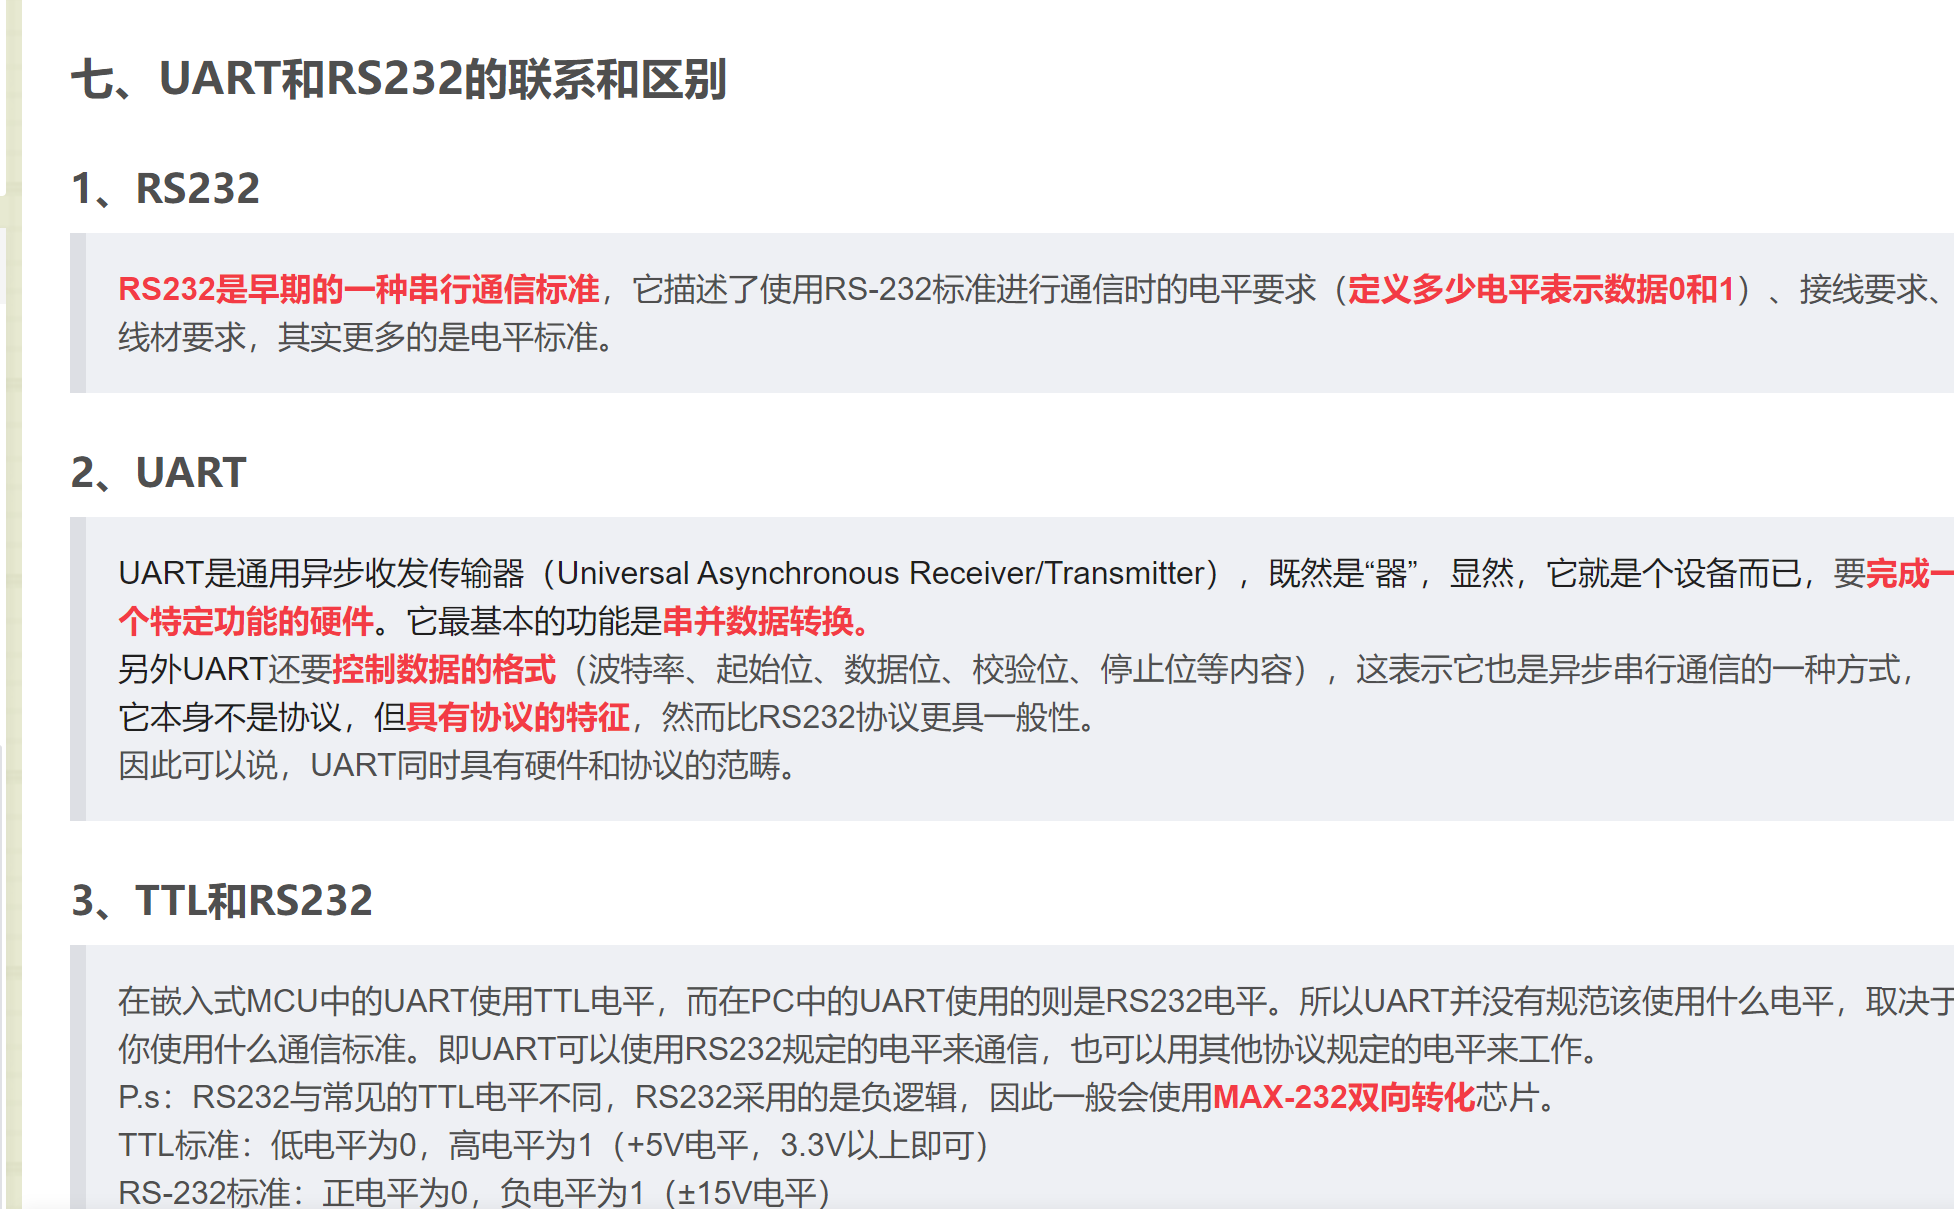 七、UART和RS232的联系和区别
1、RS232
RS232是早期的一种串行通信标准，它描述了使用RS-232标准进行通信时的电平要求（定义多少电平表示数据0和1）、接线要求、
线材要求，其实更多的是电平标准。
2、UART
UART是通用异步收发传输器（Universal Asynchronous Receiver/Transmitter），既然是“器”，显然，它就是个设备而已，要完成一
个特定功能的硬件。它最基本的功能是串并数据转换。
另外UART还要控制数据的格式（波特率、起始位、数据位、校验位、停止位等内容），这表示它也是异步串行通信的一种方式，
它本身不是协议，但具有协议的特征，然而比RS232协议更具一般性。
因此可以说，UART同时具有硬件和协议的范畴。
3、TTL和RS232
在嵌入式MCU中的UART使用TTL电平，而在PC中的UART使用的则是RS232电平。所以UART并没有规范该使用什么电平，取决于
你使用什么通信标准。即UART可以使用RS232规定的电平来通信，也可以用其他协议规定的电平来工作。
P.s：RS232与常见的TTL电平不同，RS232采用的是负逻辑，因此一般会使用MAX-232双向转化芯片。
TTL标准：低电平为0，高电平为1（+5V电平，3.3V以上即可）
RS-232标准：正电平为0，负电平为1（±15V电平）